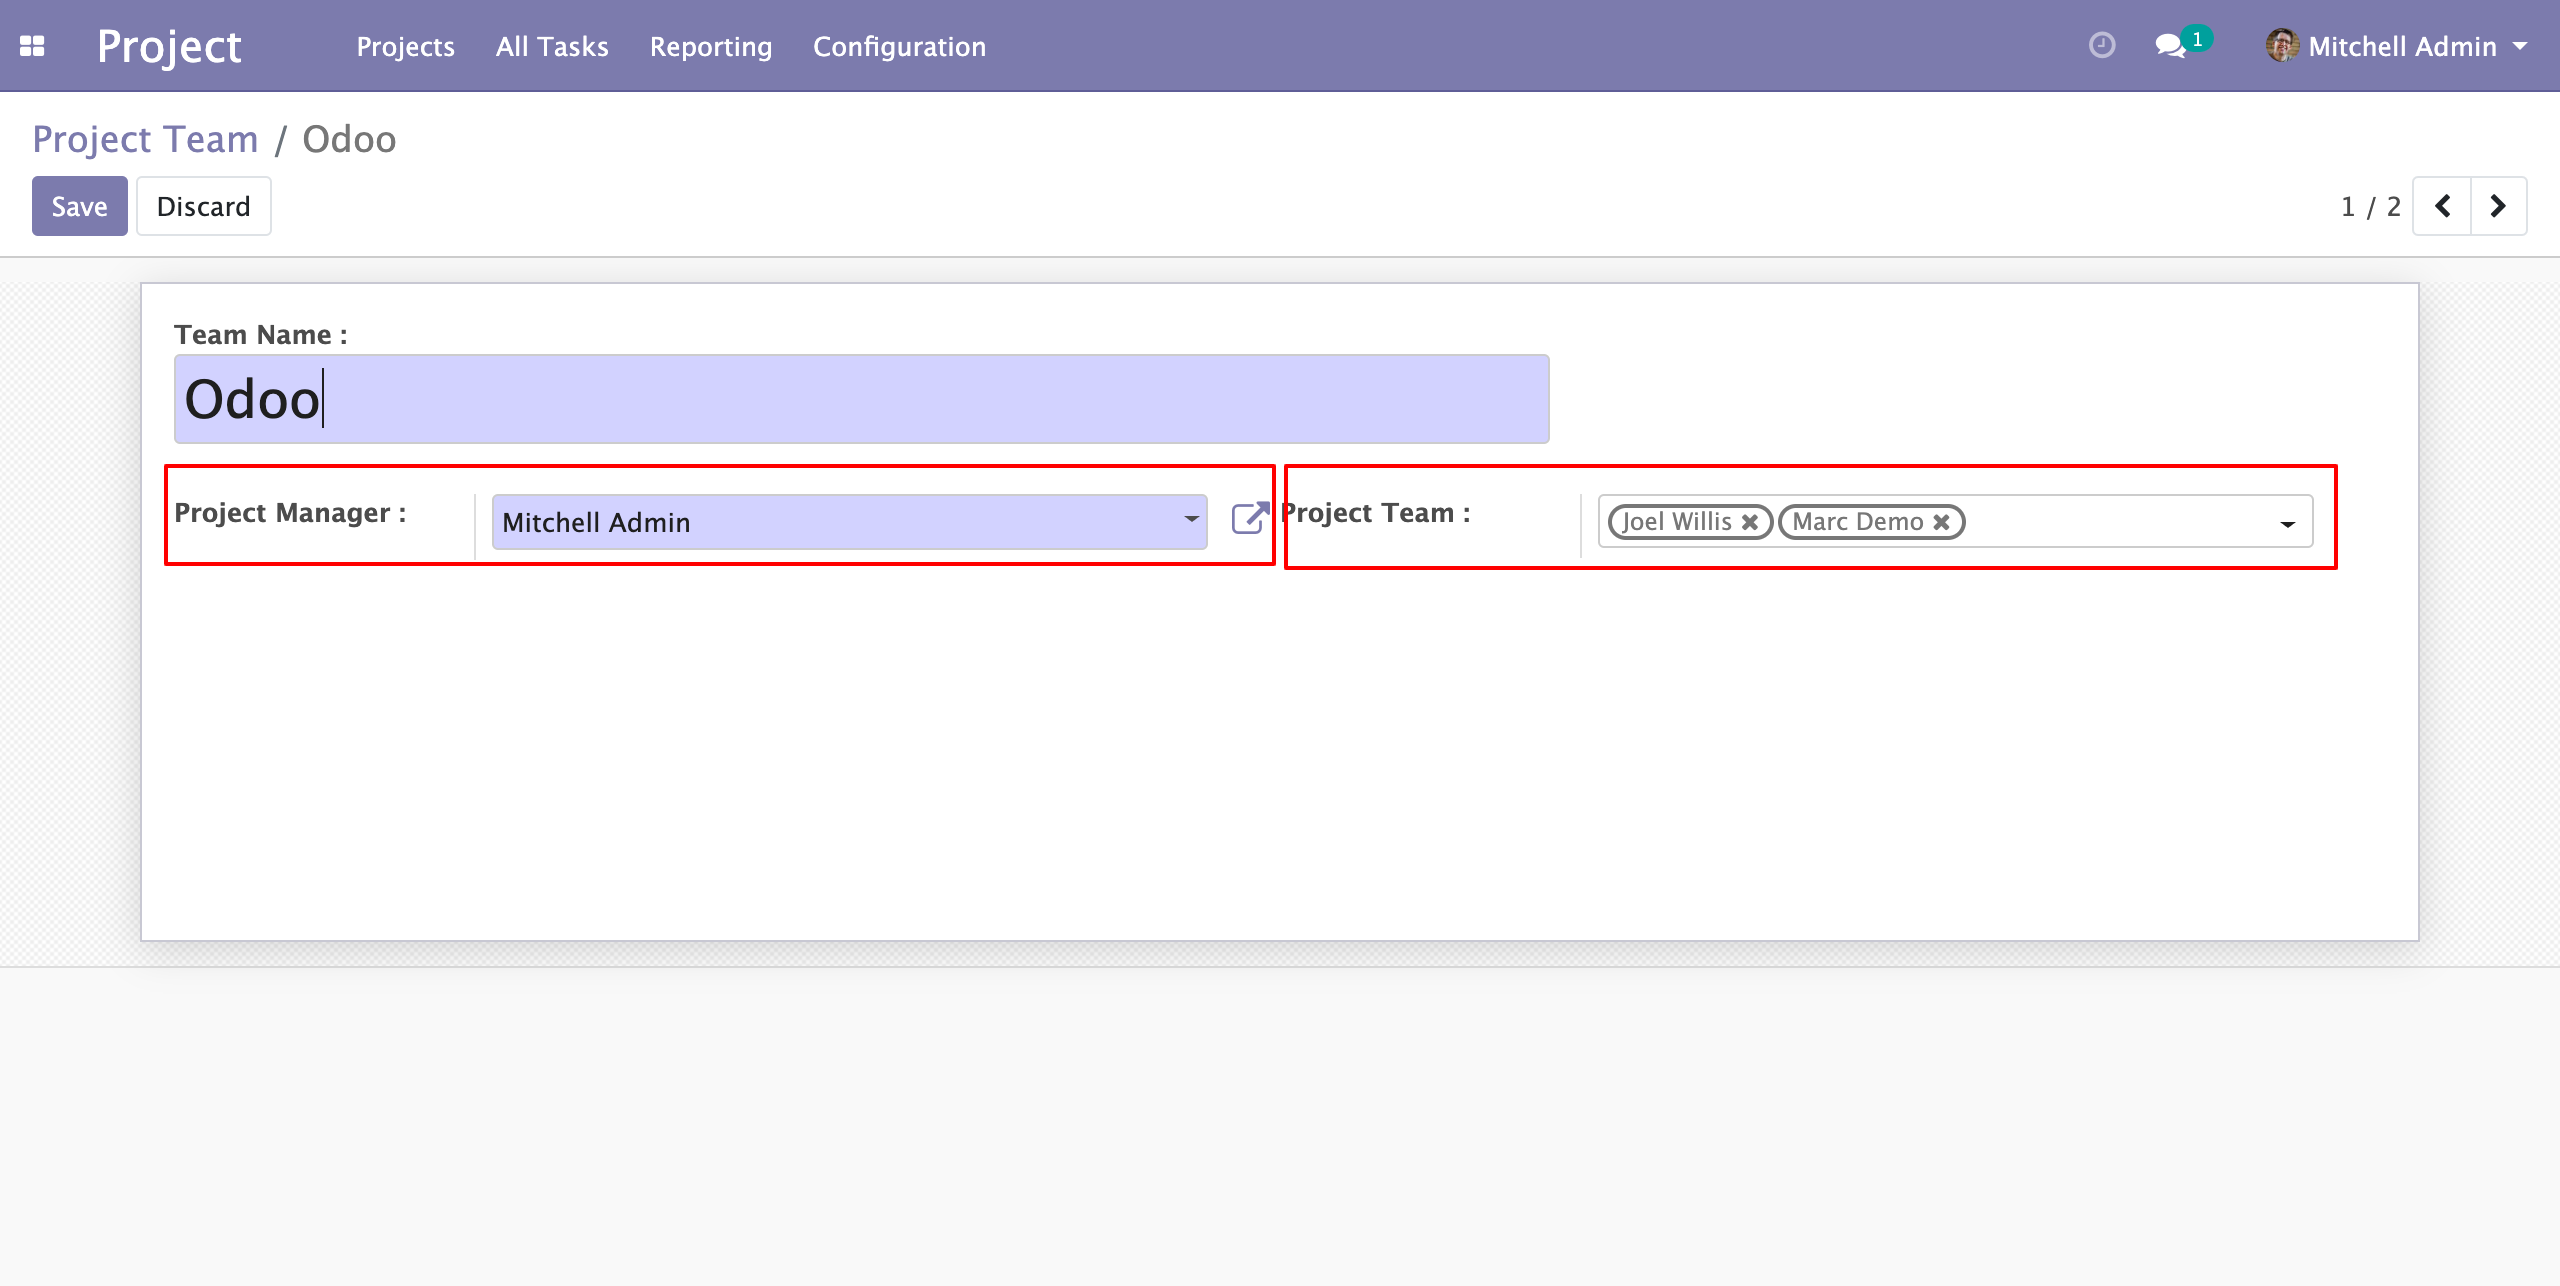 Project Projects All Tasks Reporting Configuration 1 Mitchell Admin
Project Team / Odoo
Save Discard 1 / 2
Team Name :
Odoo
Project Manager : Mitchell Admin Project Team : Joel Willis Marc Demo